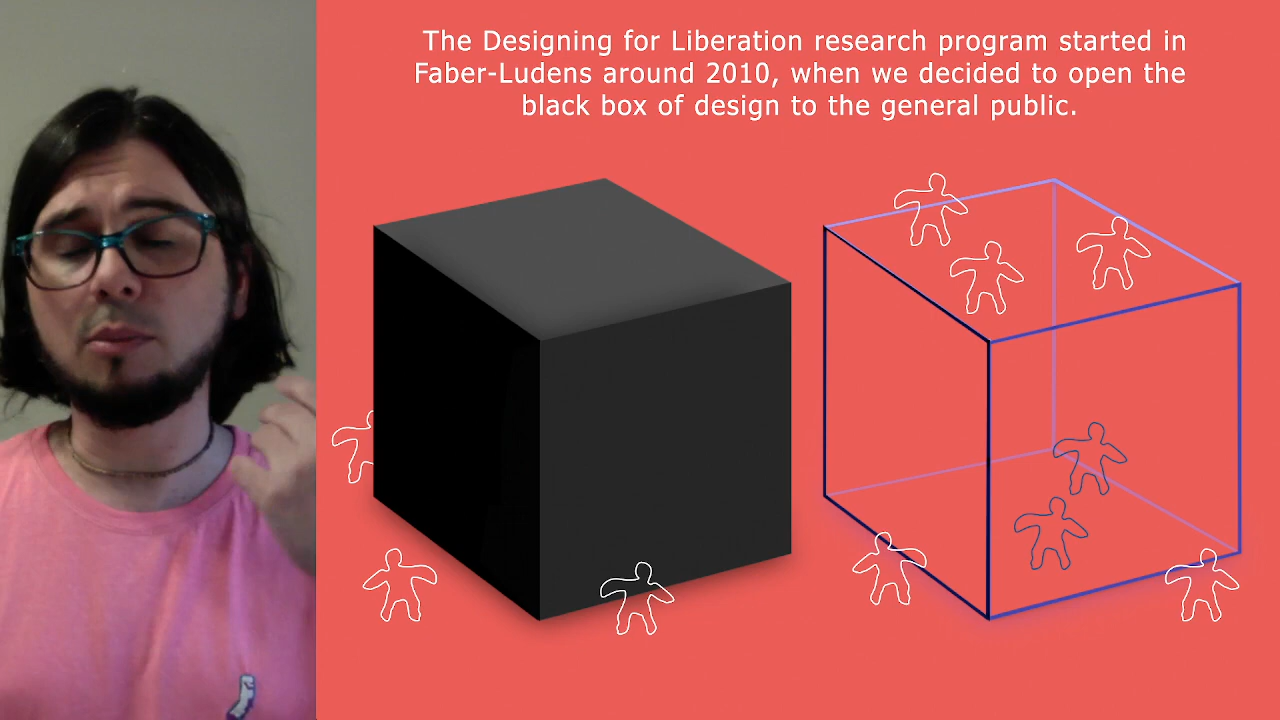 The Designing for Liberation research program started in
Faber-Ludens around 2010, when we decided to open the
black box of design to the general public.